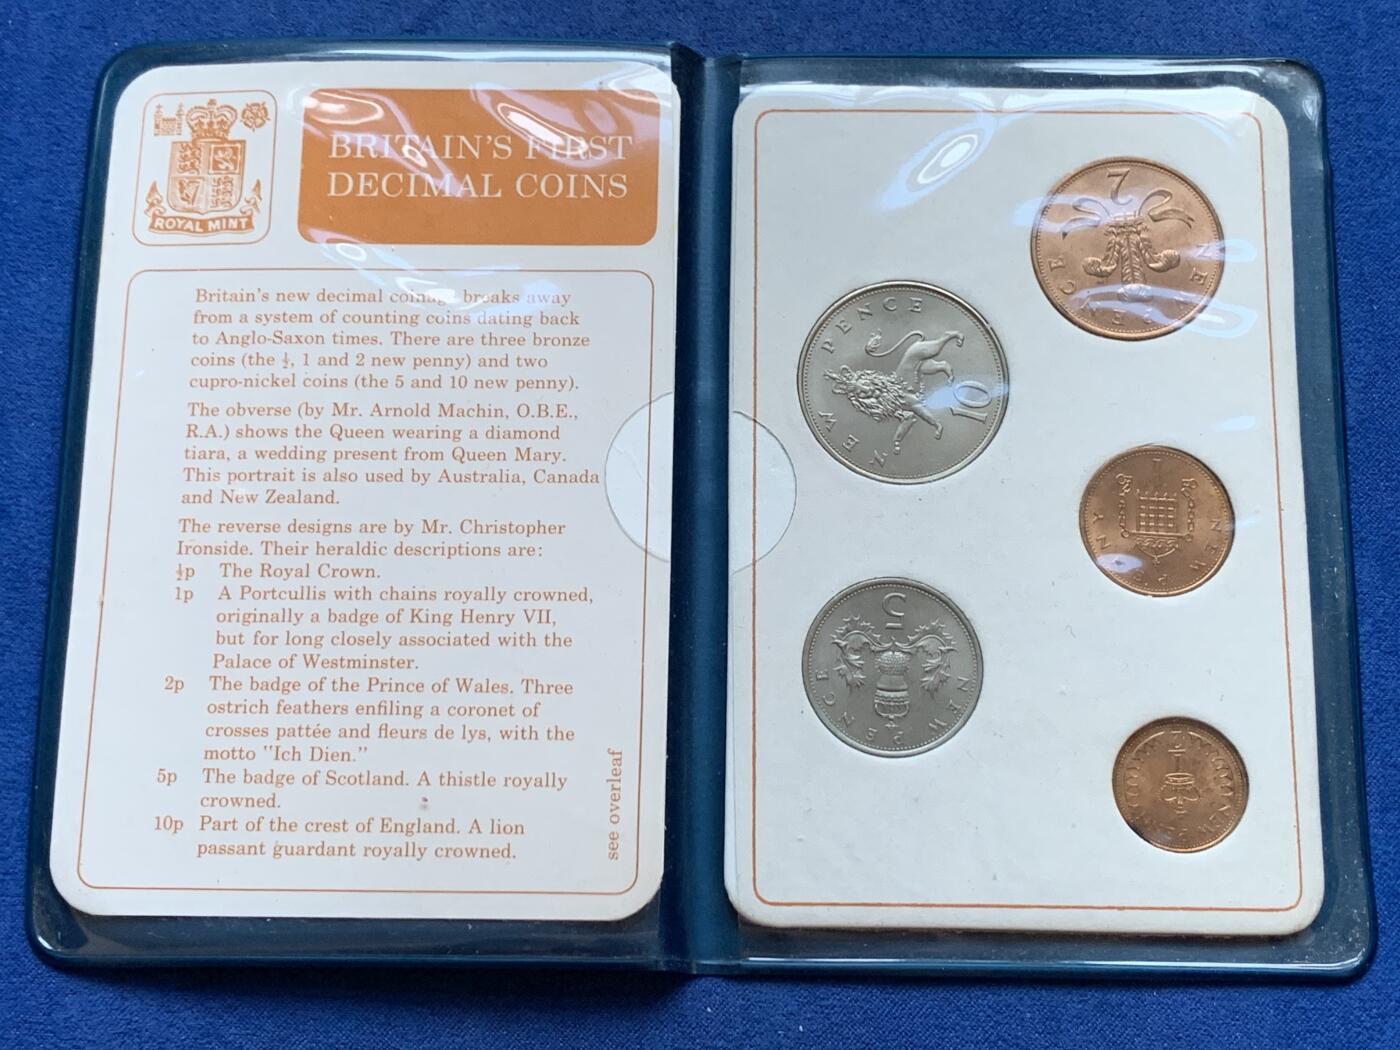 ROYAL MINT
BRITAIN'S FIRST
DECIMAL COINS
Britain's new decimal coinage breaks away
from a system of counting coins dating back
to Anglo-Saxon times. There are three bronze
coins (the ½, 1 and 2 new penny) and two
cupro-nickel coins (the 5 and 10 new penny).
The obverse (by Mr. Arnold Machin, O.B.E.,
R.A.) shows the Queen wearing a diamond
tiara, a wedding present from Queen Mary.
This portrait is also used by Australia, Canada
and New Zealand.
The reverse designs are by Mr. Christopher
Ironside. Their heraldic descriptions are:
½p The Royal Crown.
1p A Portcullis with chains royally crowned,
originally a badge of King Henry VII,
but for long closely associated with the
Palace of Westminster.
2p The badge of the Prince of Wales. Three
ostrich feathers enfiling a coronet of
crosses pattée and fleurs de lys, with the
motto "Ich Dien."
5p The badge of Scotland. A thistle royally
crowned.
10p Part of the crest of England. A lion
passant guardant royally crowned.
see overleaf
2
NE PENCE
NEW PENCE
10
1
NEW PENNY
5
NEW PENCE
½
NEW PENNY